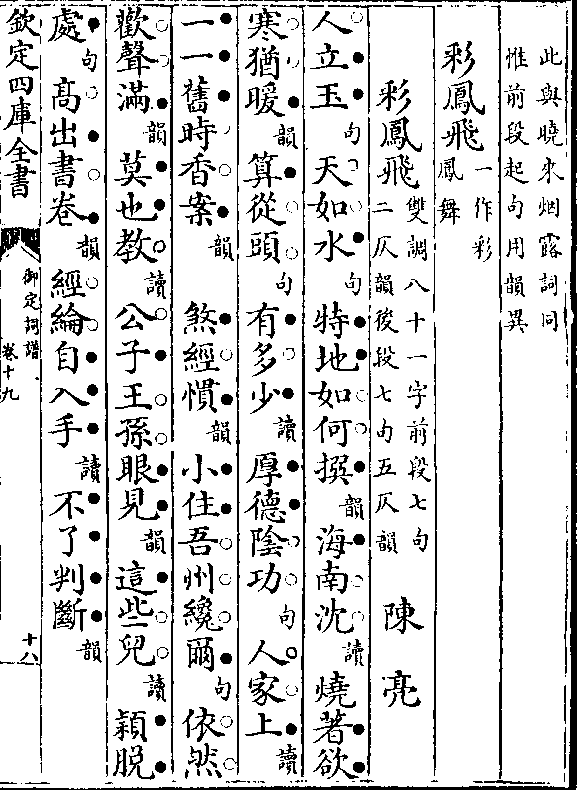 此與曉來烟露詞同
惟前段起句用韻異
彩鳳飛一作彩
鳳舞
彩鳳飛雙調八十一字前段七句
二仄韻後段七句五仄韻 陳亮
人立玉句天如水句特地如何撰韻海南沈讀燒著欲
寒猶暖韻算從頭句有多少讀厚德陰功句人家上讀
一一舊時香案韻煞經慣韻小住吾州纔爾句依然
歡聲滿韻莫也教讀公子王孫眼見韻這些兒讀穎脱
處句高出書卷韻經綸自入手讀不了判斷韻
欽定四庫全書
御定詞譜
卷十九
十八